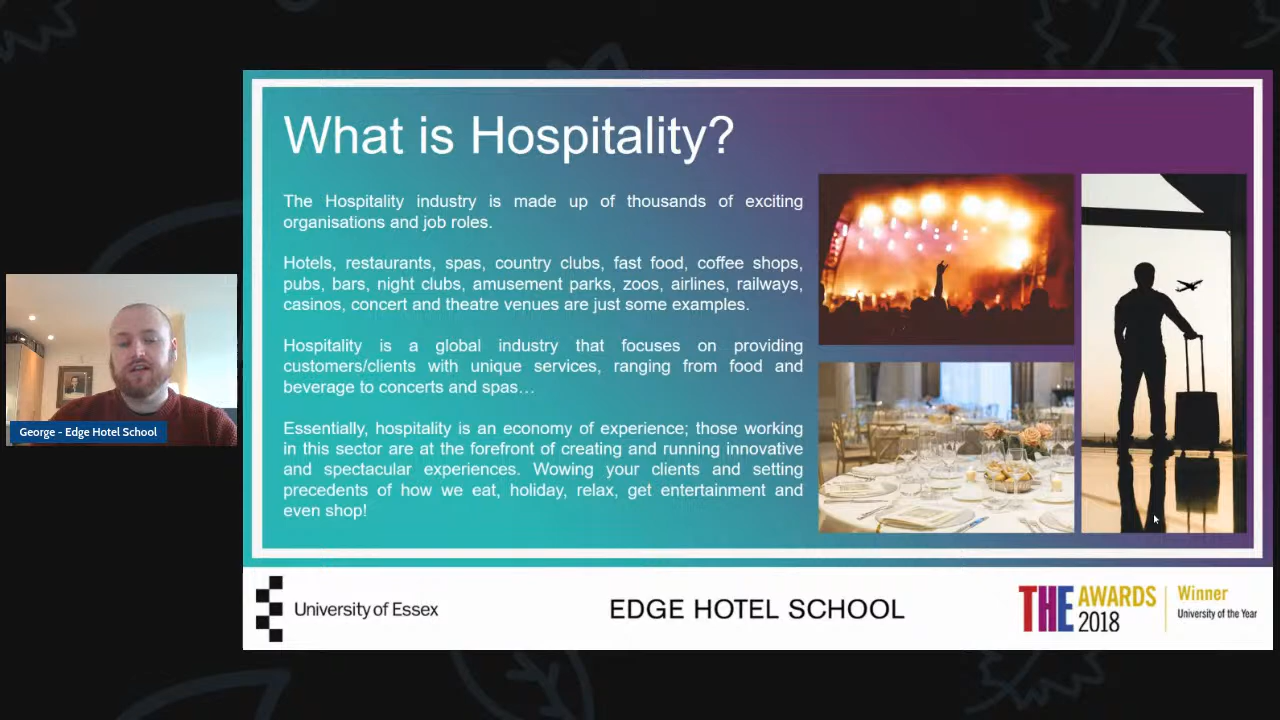 What is Hospitality?
The Hospitality industry is made up of thousands of exciting
organisations and job roles.
Hotels, restaurants, spas, country clubs, fast food, coffee shops,
pubs, bars, night clubs, amusement parks, zoos, airlines, railways,
casinos, concert and theatre venues are just some examples.
Hospitality is a global industry that focuses on providing
customers/clients with unique services, ranging from food and
beverage to concerts and spas…
Essentially, hospitality is an economy of experience; those working
in this sector are at the forefront of creating and running innovative
and spectacular experiences. Wowing your clients and setting
precedents of how we eat, holiday, relax, get entertainment and
even shop!
George - Edge Hotel School
University of Essex
EDGE HOTEL SCHOOL
THE AWARDS
2018
Winner
University of the Year